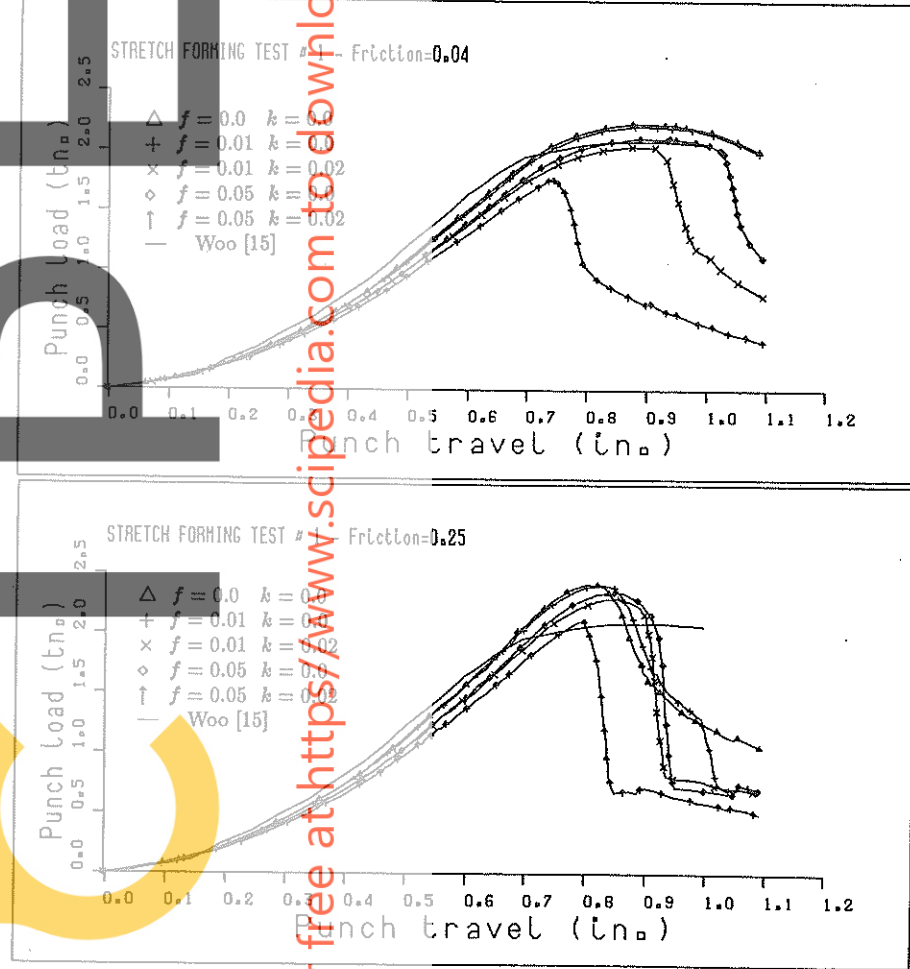 STRETCH FORMING TEST # 1 - Friction=0.04
Punch Load (tn.)
0.0 0.5 1.0 1.5 2.0 2.5
△ f = 0.0 k = 0.0
+ f = 0.01 k = 0.0
× f = 0.01 k = 0.02
◇ f = 0.05 k = 0.0
↑ f = 0.05 k = 0.02
— Woo [15]
0.0 0.1 0.2 0.3 0.4 0.5 0.6 0.7 0.8 0.9 1.0 1.1 1.2
Punch travel (in.)
STRETCH FORMING TEST # 1 - Friction=0.25
Punch Load (tn.)
0.0 0.5 1.0 1.5 2.0 2.5
△ f = 0.0 k = 0.0
+ f = 0.01 k = 0.0
× f = 0.01 k = 0.02
◇ f = 0.05 k = 0.0
↑ f = 0.05 k = 0.02
— Woo [15]
0.0 0.1 0.2 0.3 0.4 0.5 0.6 0.7 0.8 0.9 1.0 1.1 1.2
Punch travel (in.)
free at https://www.scipedia.com to downlo